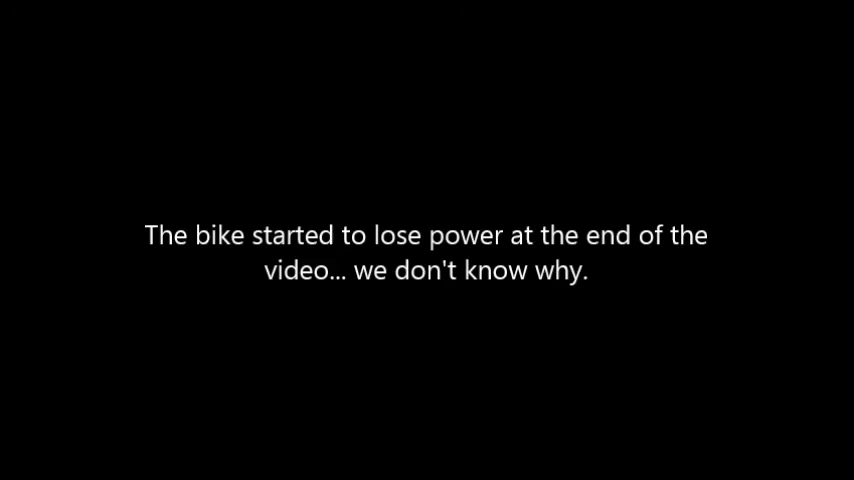 The bike started to lose power at the end of the
video... we don't know why.